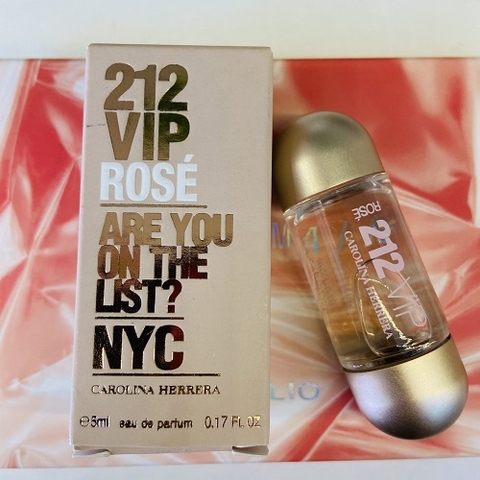 212
VIP
ROSÉ
ARE YOU
ON THE
LIST?
NYC
CAROLINA HERRERA
℮5ml eau de parfum 0.17 FL OZ
212 VIP
ROSÉ
CAROLINA HERRERA